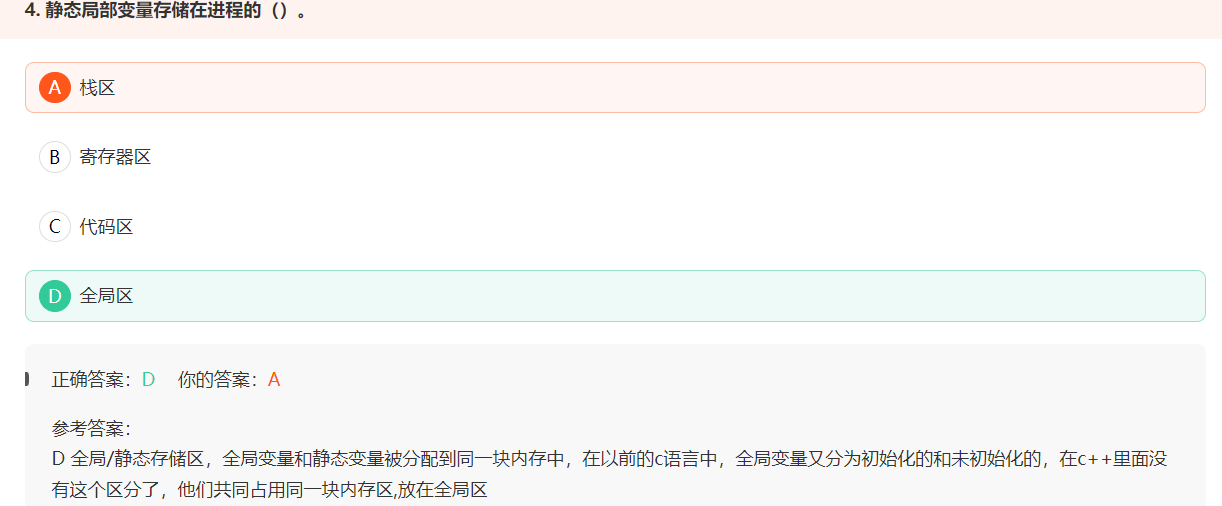 4. 静态局部变量存储在进程的（）。
A 栈区
B 寄存器区
C 代码区
D 全局区
正确答案：D 你的答案：A
参考答案：
D 全局/静态存储区，全局变量和静态变量被分配到同一块内存中，在以前的c语言中，全局变量又分为初始化的和未初始化的，在c++里面没
有这个区分了，他们共同占用同一块内存区,放在全局区